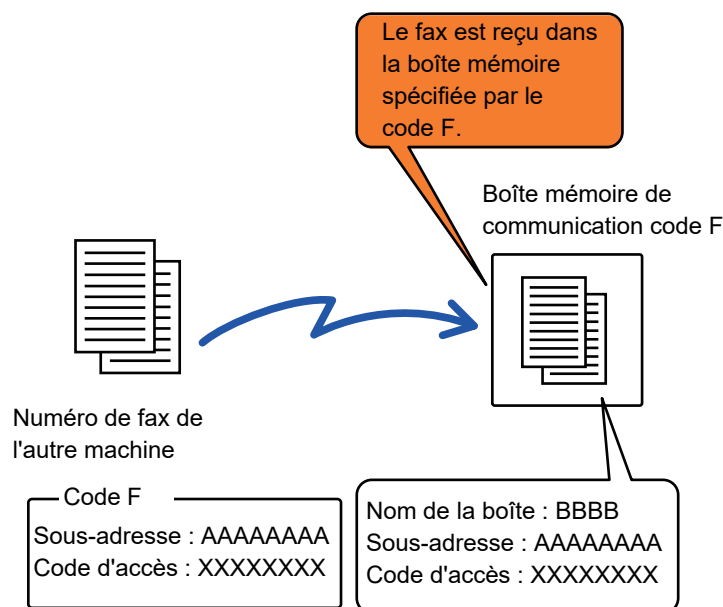 Le fax est reçu dans
la boîte mémoire
spécifiée par le
code F.
Boîte mémoire de
communication code F
Numéro de fax de
l'autre machine
Code F
Sous-adresse : AAAAAAAA
Code d'accès : XXXXXXXX
Nom de la boîte : BBBB
Sous-adresse : AAAAAAAA
Code d'accès : XXXXXXXX